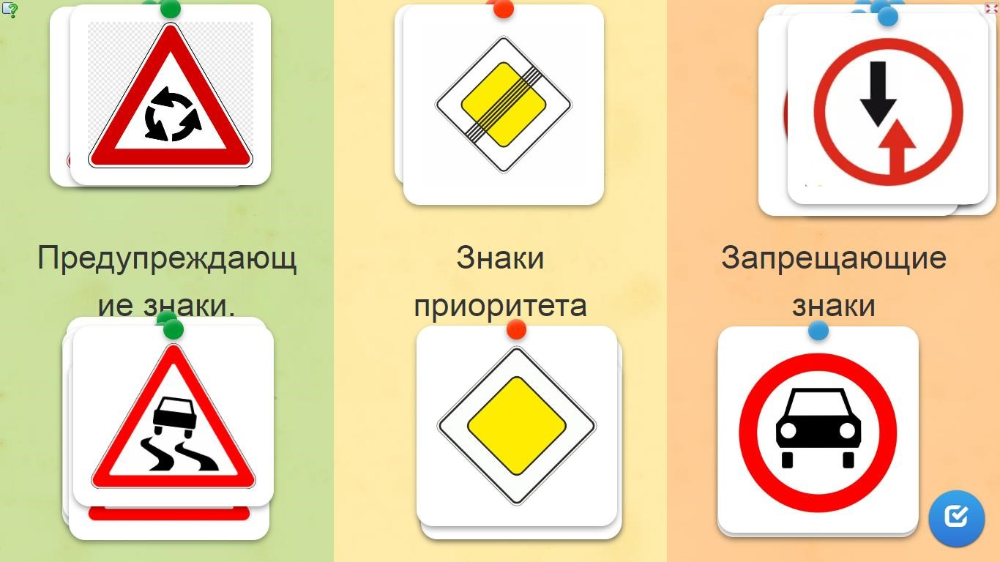 Предупреждающ
ие знаки.
Знаки
приоритета
Запрещающие
знаки